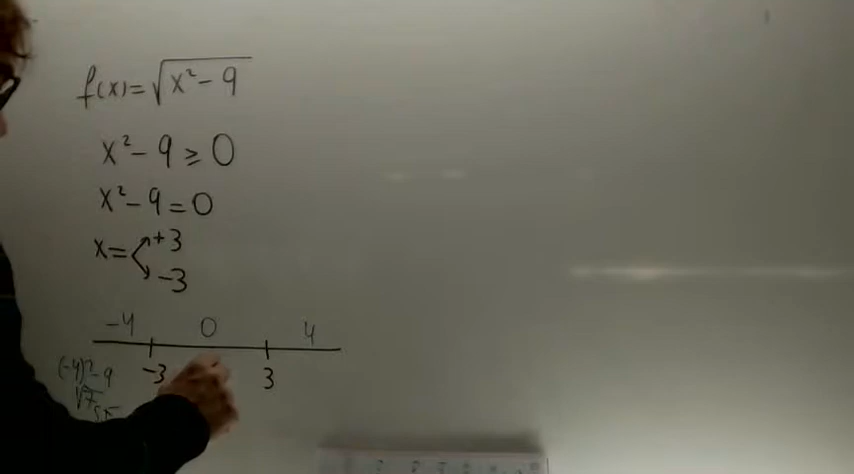 f(x)=√x²-9
x²-9≥0
x²-9=0
x= +3
-3
-4 0 4
-3 3
(-4)²-9
√7